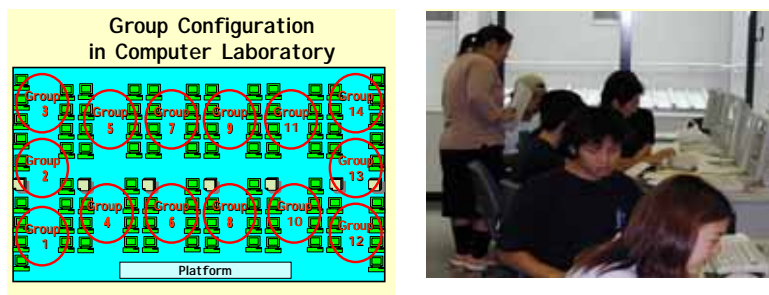 Group Configuration
in Computer Laboratory
Group
3
Group
5
Group
7
Group
9
Group
11
Group
14
Group
2
Group
13
Group
1
Group
4
Group
6
Group
8
Group
10
Group
12
Platform